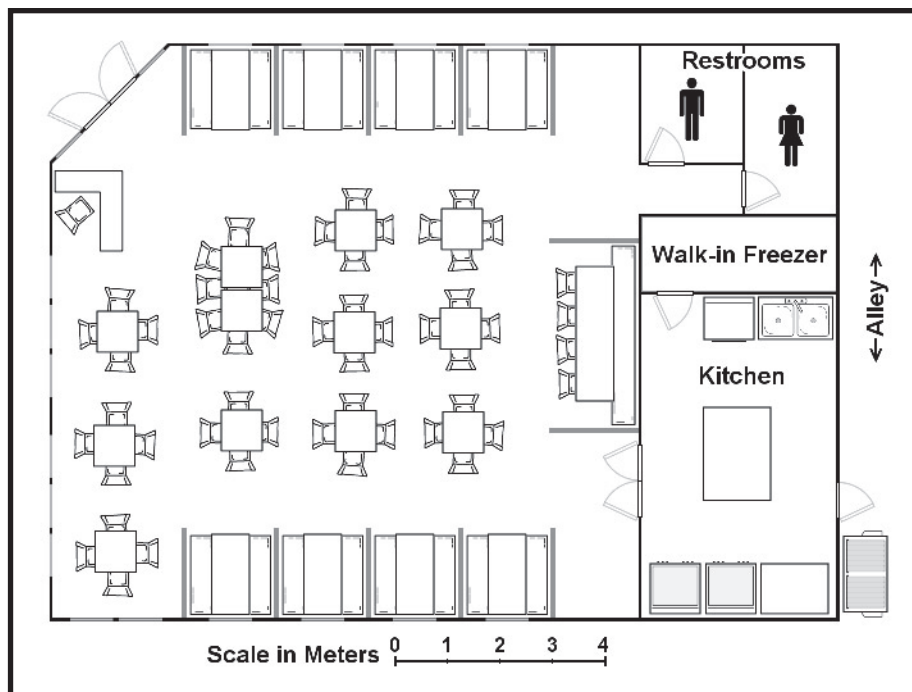 Restrooms
Walk-in Freezer
←Alley→
Kitchen
Scale in Meters 0 1 2 3 4